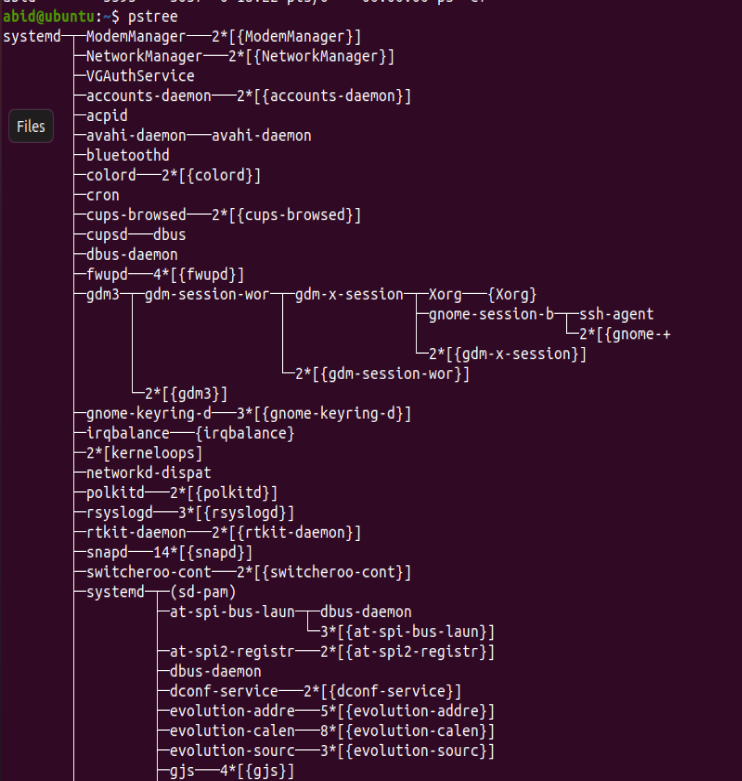 abid@ubuntu:~$ pstree
systemd─┬─ModemManager───2*[{ModemManager}]
├─NetworkManager───2*[{NetworkManager}]
├─VGAuthService
├─accounts-daemon───2*[{accounts-daemon}]
├─acpid
Files
├─avahi-daemon───avahi-daemon
├─bluetoothd
├─colord───2*[{colord}]
├─cron
├─cups-browsed───2*[{cups-browsed}]
├─cupsd───dbus
├─dbus-daemon
├─fwupd───4*[{fwupd}]
├─gdm3─┬─gdm-session-wor─┬─gdm-x-session─┬─Xorg───{Xorg}
│ │ │ ├─gnome-session-b─┬─ssh-agent
│ │ │ │ └─2*[{gnome-+
│ │ │ └─2*[{gdm-x-session}]
│ │ └─2*[{gdm-session-wor}]
│ └─2*[{gdm3}]
├─gnome-keyring-d───3*[{gnome-keyring-d}]
├─irqbalance───{irqbalance}
├─2*[kerneloops]
├─networkd-dispat
├─polkitd───2*[{polkitd}]
├─rsyslogd───3*[{rsyslogd}]
├─rtkit-daemon───2*[{rtkit-daemon}]
├─snapd───14*[{snapd}]
├─switcheroo-cont───2*[{switcheroo-cont}]
├─systemd─┬─(sd-pam)
│ ├─at-spi-bus-laun─┬─dbus-daemon
│ │ └─3*[{at-spi-bus-laun}]
│ ├─at-spi2-registr───2*[{at-spi2-registr}]
│ ├─dbus-daemon
│ ├─dconf-service───2*[{dconf-service}]
│ ├─evolution-addre───5*[{evolution-addre}]
│ ├─evolution-calen───8*[{evolution-calen}]
│ ├─evolution-sourc───3*[{evolution-sourc}]
│ ├─gjs───4*[{gjs}]